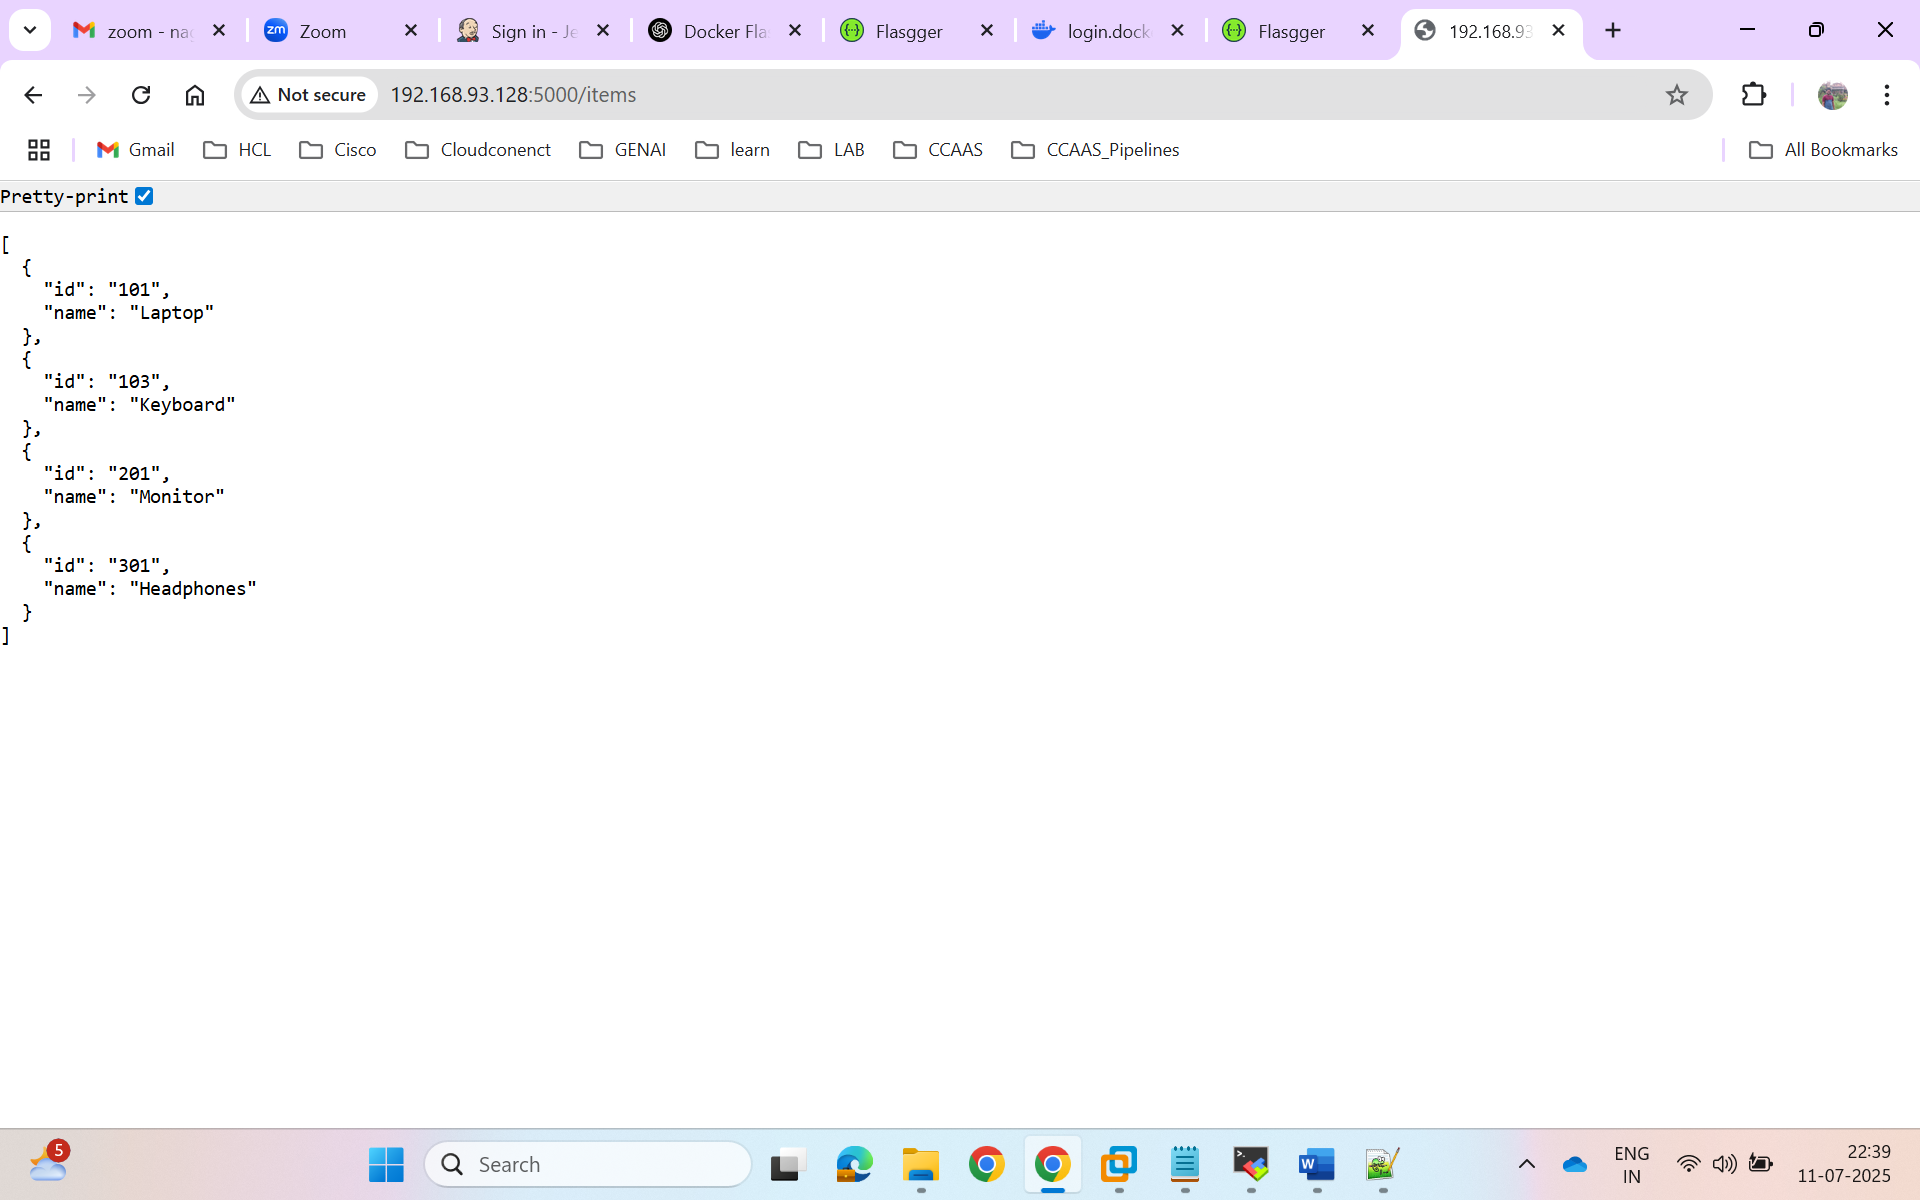 zoom - na
Zoom
Sign in - Je
Docker Fla
Flasgger
login.dock
Flasgger
192.168.93
Not secure
192.168.93.128:5000/items
Gmail
HCL
Cisco
Cloudconenct
GENAI
learn
LAB
CCAAS
CCAAS_Pipelines
All Bookmarks
Pretty-print
[
  {
    "id": "101",
    "name": "Laptop"
  },
  {
    "id": "103",
    "name": "Keyboard"
  },
  {
    "id": "201",
    "name": "Monitor"
  },
  {
    "id": "301",
    "name": "Headphones"
  }
]
5
Search
ENG
IN
22:39
11-07-2025